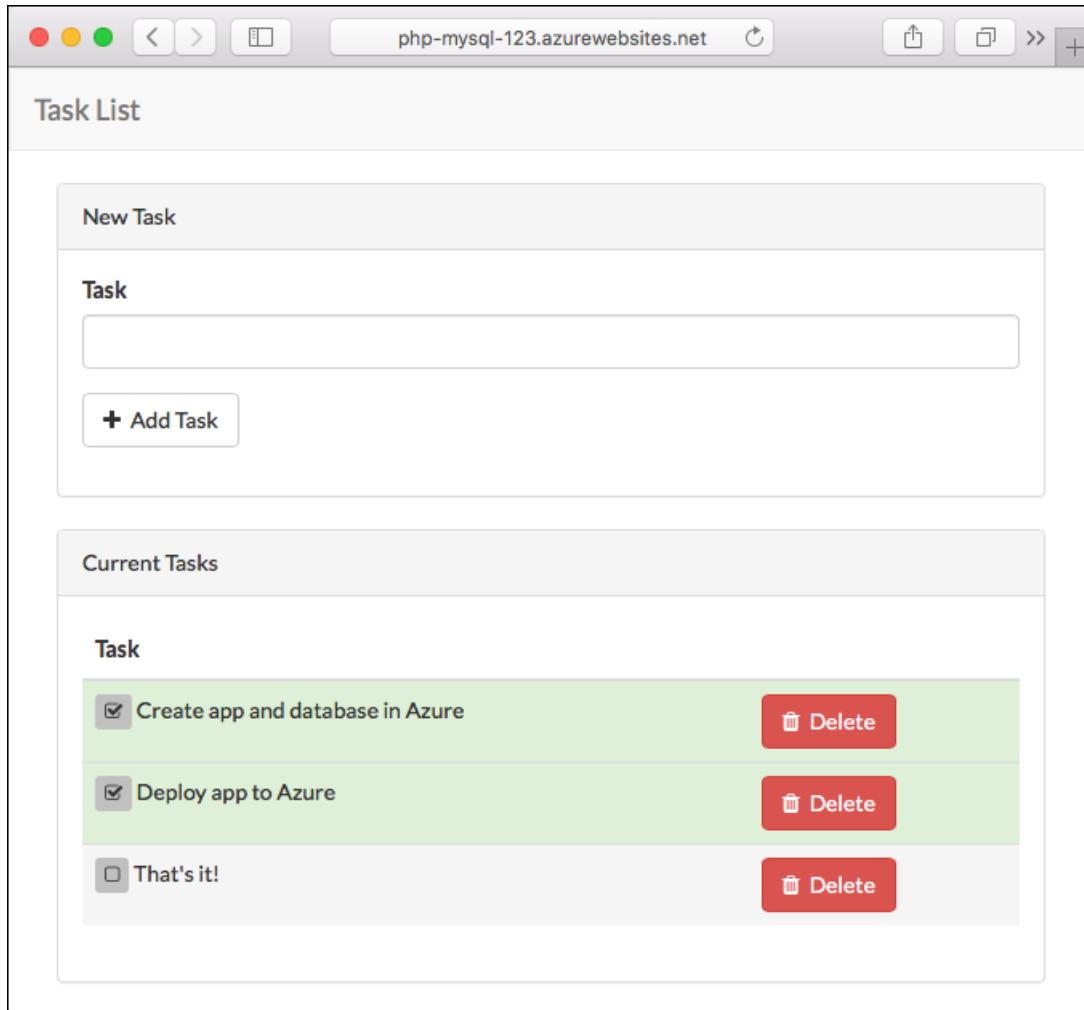 php-mysql-123.azurewebsites.net
Task List
New Task
Task
Add Task
Current Tasks
Task
Create app and database in Azure Delete
Deploy app to Azure Delete
That's it! Delete